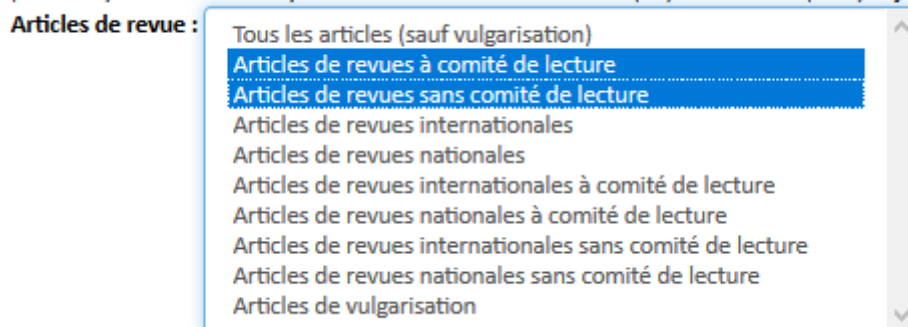 Articles de revue :
Tous les articles (sauf vulgarisation)
Articles de revues à comité de lecture
Articles de revues sans comité de lecture
Articles de revues internationales
Articles de revues nationales
Articles de revues internationales à comité de lecture
Articles de revues nationales à comité de lecture
Articles de revues internationales sans comité de lecture
Articles de revues nationales sans comité de lecture
Articles de vulgarisation